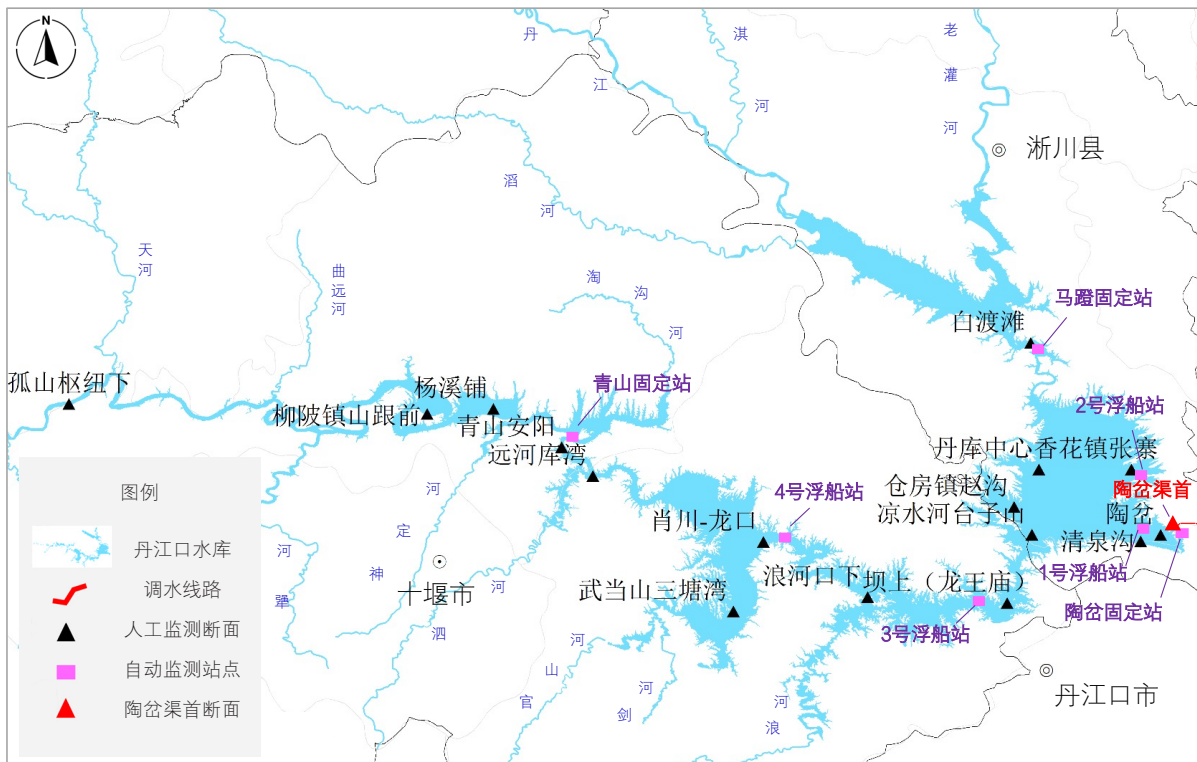 N
丹江
淇河
老灌河
淅川县
滔河
天河
曲远河
淘沟河
马蹬固定站
白渡滩
孤山枢纽下
杨溪铺
青山固定站
柳陂镇山跟前
青山安阳
远河库湾
2号浮船站
丹库中心
香花镇张寨
仓房镇赵沟
陶岔渠首
4号浮船站
肖川-龙口
凉水河台子山
陶岔
清泉沟
1号浮船站
陶岔固定站
浪河口下
坝上（龙王庙）
3号浮船站
武当山三塘湾
十堰市
丹江口市
神定河
泗河
犟河
官山河
剑河
浪河
图例
丹江口水库
调水线路
人工监测断面
自动监测站点
陶岔渠首断面